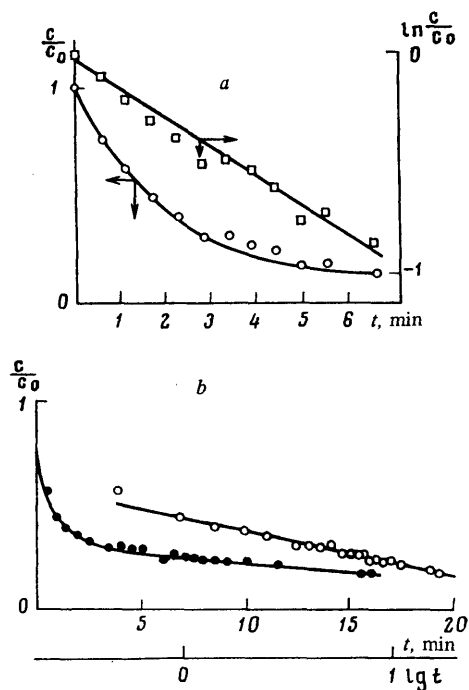 c/c₀
ln c/c₀
0
a
1
-1
0
1 2 3 4 5 6 t, min
c/c₀
b
1
0
5 10 15 20
t, min
0 1 lg t